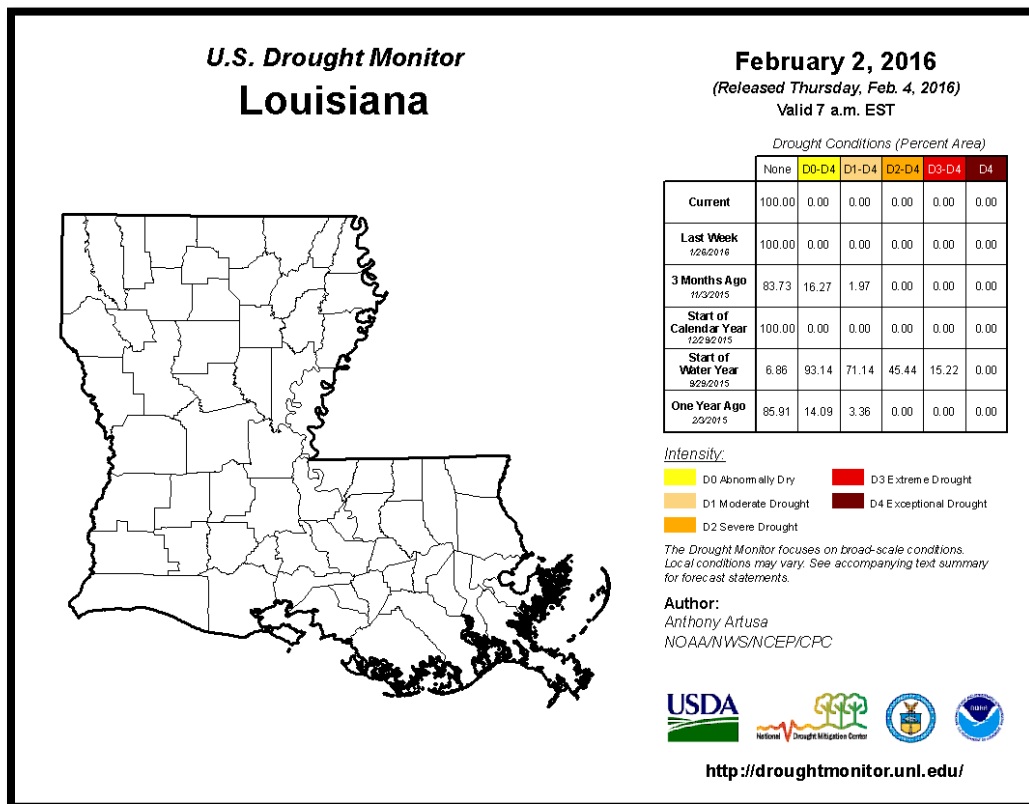 U.S. Drought Monitor
Louisiana
February 2, 2016
(Released Thursday, Feb. 4, 2016)
Valid 7 a.m. EST
Drought Conditions (Percent Area)
None D0-D4 D1-D4 D2-D4 D3-D4 D4
Current 100.00 0.00 0.00 0.00 0.00 0.00
Last Week 100.00 0.00 0.00 0.00 0.00 0.00
1/26/2016
3 Months Ago 83.73 16.27 1.97 0.00 0.00 0.00
11/3/2015
Start of
Calendar Year 100.00 0.00 0.00 0.00 0.00 0.00
12/29/2015
Start of
Water Year 6.86 93.14 71.14 45.44 15.22 0.00
9/29/2015
One Year Ago 85.91 14.09 3.36 0.00 0.00 0.00
2/3/2015
Intensity:
D0 Abnormally Dry
D1 Moderate Drought
D2 Severe Drought
D3 Extreme Drought
D4 Exceptional Drought
The Drought Monitor focuses on broad-scale conditions.
Local conditions may vary. See accompanying text summary
for forecast statements.
Author:
Anthony Artusa
NOAA/NWS/NCEP/CPC
USDA
National Drought Mitigation Center
NOAA
http://droughtmonitor.unl.edu/